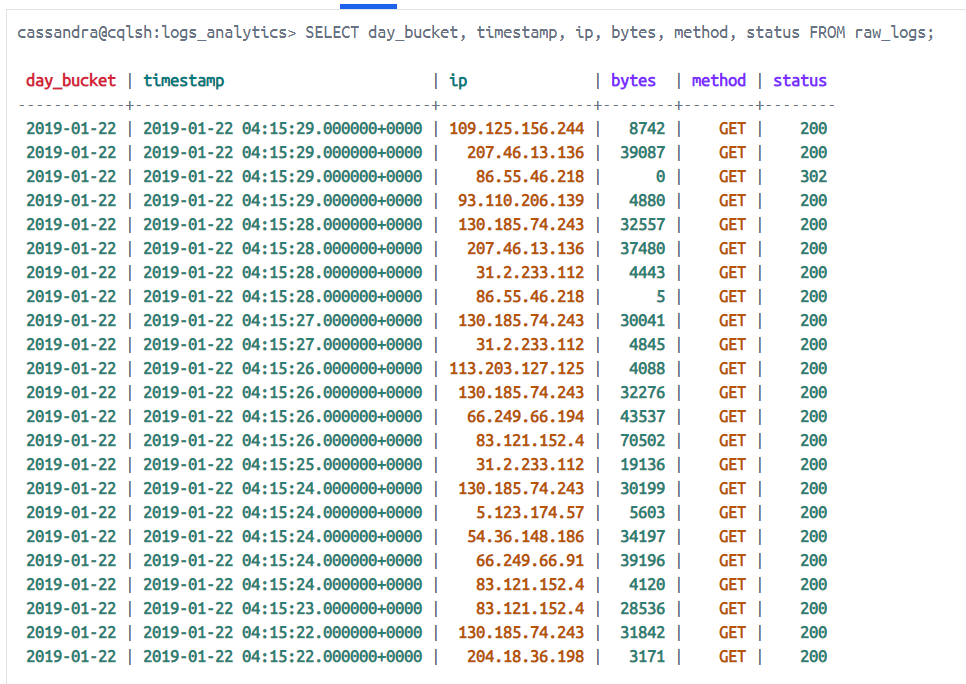 cassandra@cqlsh:logs_analytics> SELECT day_bucket, timestamp, ip, bytes, method, status FROM raw_logs;
day_bucket | timestamp | ip | bytes | method | status
------------+---------------------------------+-----------------+-------+--------+--------
2019-01-22 | 2019-01-22 04:15:29.000000+0000 | 109.125.156.244 | 8742 | GET | 200
2019-01-22 | 2019-01-22 04:15:29.000000+0000 | 207.46.13.136 | 39087 | GET | 200
2019-01-22 | 2019-01-22 04:15:29.000000+0000 | 86.55.46.218 | 0 | GET | 302
2019-01-22 | 2019-01-22 04:15:29.000000+0000 | 93.110.206.139 | 4880 | GET | 200
2019-01-22 | 2019-01-22 04:15:28.000000+0000 | 130.185.74.243 | 32557 | GET | 200
2019-01-22 | 2019-01-22 04:15:28.000000+0000 | 207.46.13.136 | 37480 | GET | 200
2019-01-22 | 2019-01-22 04:15:28.000000+0000 | 31.2.233.112 | 4443 | GET | 200
2019-01-22 | 2019-01-22 04:15:28.000000+0000 | 86.55.46.218 | 5 | GET | 200
2019-01-22 | 2019-01-22 04:15:27.000000+0000 | 130.185.74.243 | 30041 | GET | 200
2019-01-22 | 2019-01-22 04:15:27.000000+0000 | 31.2.233.112 | 4845 | GET | 200
2019-01-22 | 2019-01-22 04:15:26.000000+0000 | 113.203.127.125 | 4088 | GET | 200
2019-01-22 | 2019-01-22 04:15:26.000000+0000 | 130.185.74.243 | 32276 | GET | 200
2019-01-22 | 2019-01-22 04:15:26.000000+0000 | 66.249.66.194 | 43537 | GET | 200
2019-01-22 | 2019-01-22 04:15:26.000000+0000 | 83.121.152.4 | 70502 | GET | 200
2019-01-22 | 2019-01-22 04:15:25.000000+0000 | 31.2.233.112 | 19136 | GET | 200
2019-01-22 | 2019-01-22 04:15:24.000000+0000 | 130.185.74.243 | 30199 | GET | 200
2019-01-22 | 2019-01-22 04:15:24.000000+0000 | 5.123.174.57 | 5603 | GET | 200
2019-01-22 | 2019-01-22 04:15:24.000000+0000 | 54.36.148.186 | 34197 | GET | 200
2019-01-22 | 2019-01-22 04:15:24.000000+0000 | 66.249.66.91 | 39196 | GET | 200
2019-01-22 | 2019-01-22 04:15:24.000000+0000 | 83.121.152.4 | 4120 | GET | 200
2019-01-22 | 2019-01-22 04:15:23.000000+0000 | 83.121.152.4 | 28536 | GET | 200
2019-01-22 | 2019-01-22 04:15:22.000000+0000 | 130.185.74.243 | 31842 | GET | 200
2019-01-22 | 2019-01-22 04:15:22.000000+0000 | 204.18.36.198 | 3171 | GET | 200